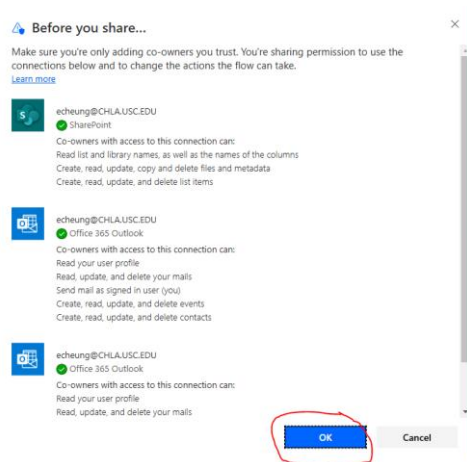 Before you share...
Make sure you're only adding co-owners you trust. You're sharing permission to use the
connections below and to change the actions the flow can take.
Learn more
echeung@CHLA.USC.EDU
SharePoint
Co-owners with access to this connection can:
Read list and library names, as well as the names of the columns
Create, read, update, copy and delete files and metadata
Create, read, update, and delete list items
echeung@CHLA.USC.EDU
Office 365 Outlook
Co-owners with access to this connection can:
Read your user profile
Read, update, and delete your mails
Send mail as signed in user (you)
Create, read, update, and delete events
Create, read, update, and delete contacts
echeung@CHLA.USC.EDU
Office 365 Outlook
Co-owners with access to this connection can:
Read your user profile
Read, update, and delete your mails
OK Cancel